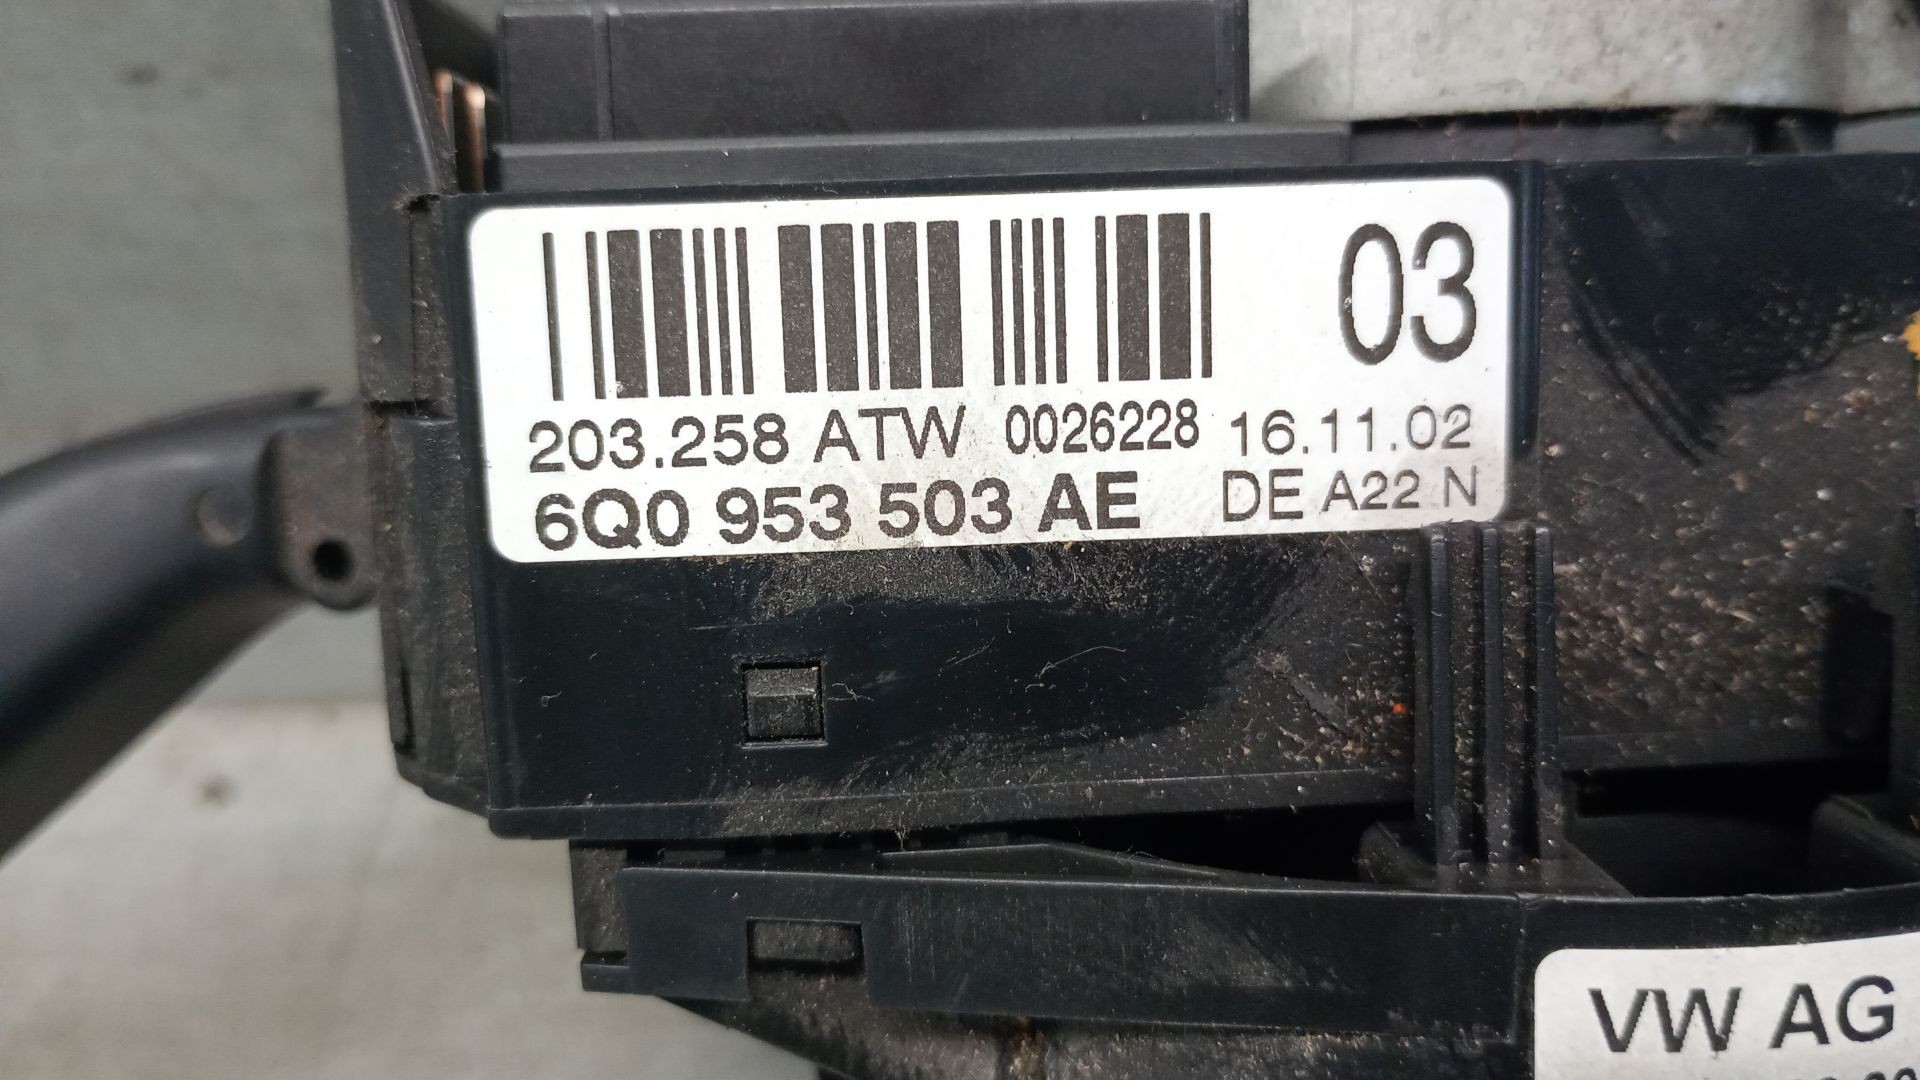 03
203.258 ATW 0026228 16.11.02
6Q0 953 503 AE DE A22 N
VW AG